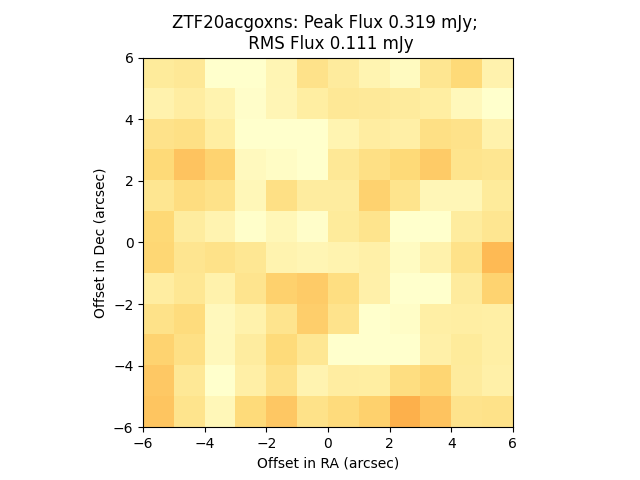 ZTF20acgoxns: Peak Flux 0.319 mJy;
RMS Flux 0.111 mJy
6
4
2
0
−2
−4
−6
Offset in Dec (arcsec)
−6 −4 −2 0 2 4 6
Offset in RA (arcsec)